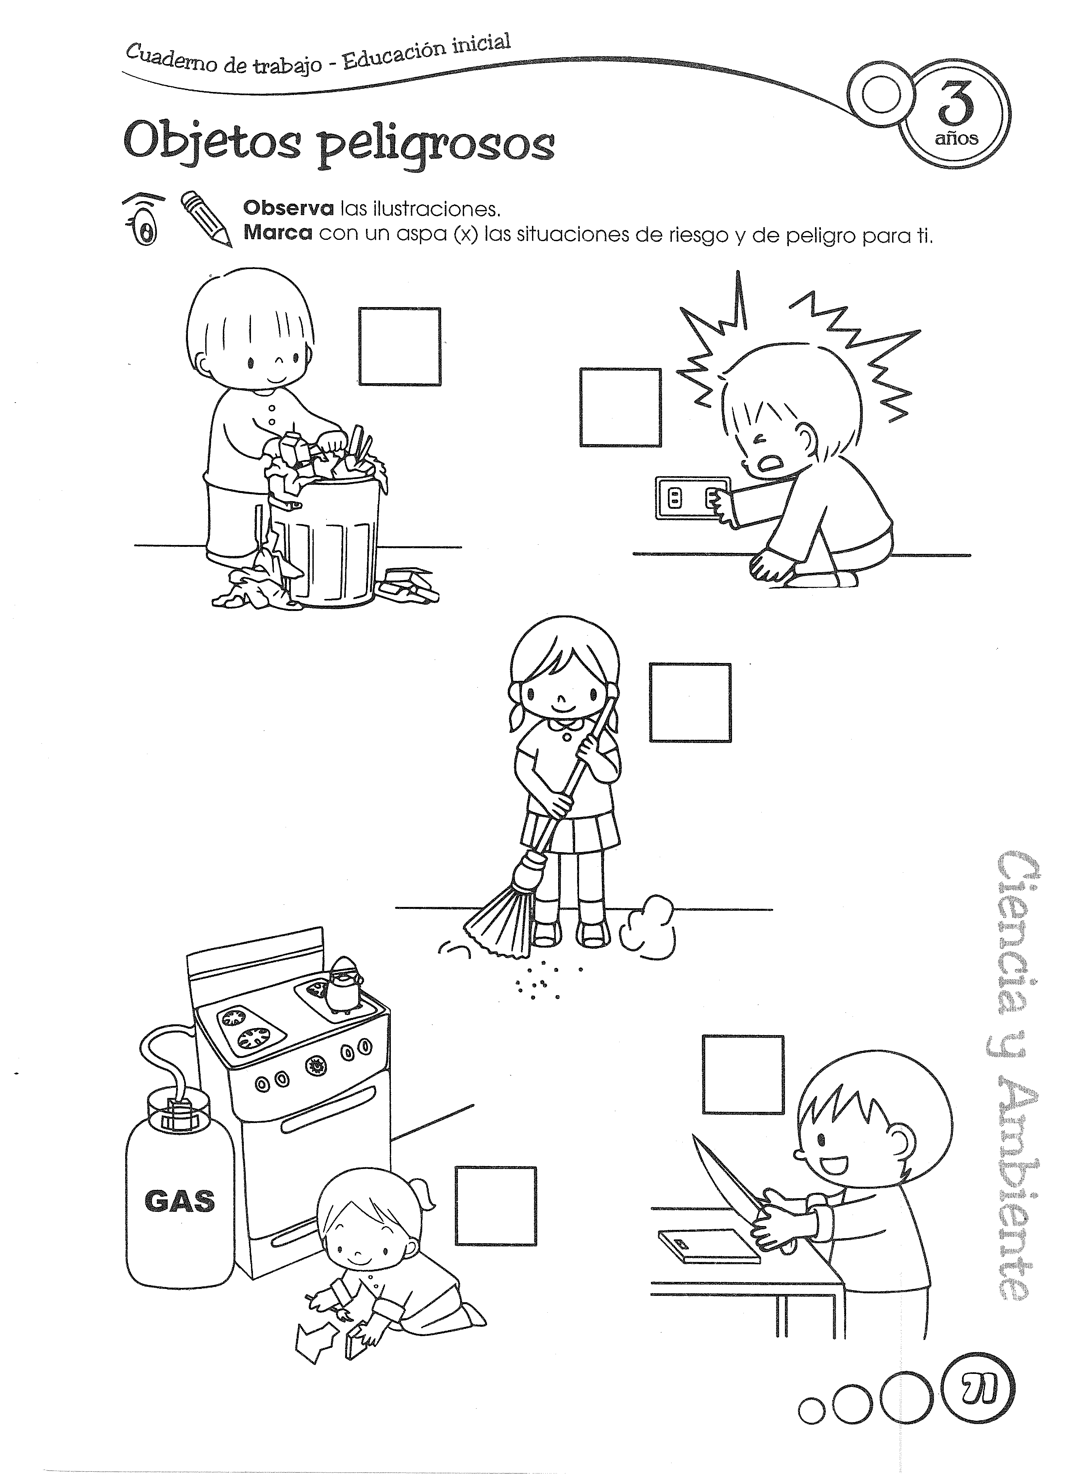 Cuaderno de trabajo - Educación inicial
3
años
Objetos peligrosos
Observa las ilustraciones.
Marca con un aspa (x) las situaciones de riesgo y de peligro para ti.
GAS
Ciencia y Ambiente
71